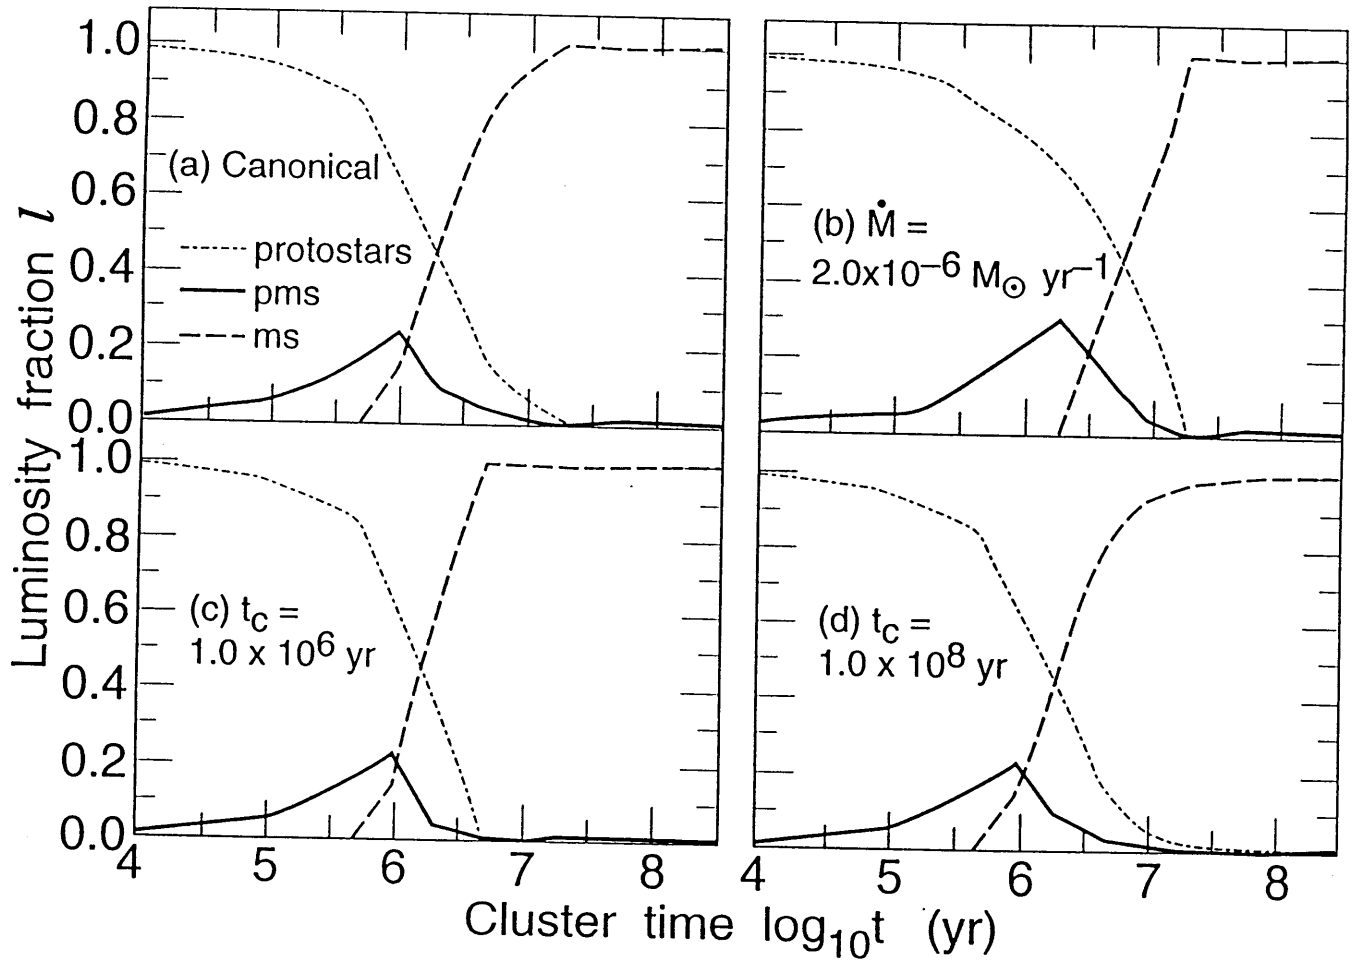 1.0
0.8
0.6
0.4
0.2
0.0
(a) Canonical
protostars
pms
ms
(b) Ṁ =
2.0x10–6 M⊙ yr–1
1.0
0.8
0.6
0.4
0.2
0.0
(c) tc =
1.0 x 106 yr
(d) tc =
1.0 x 108 yr
4 5 6 7 8
4 5 6 7 8
Luminosity fraction l
Cluster time log10t (yr)